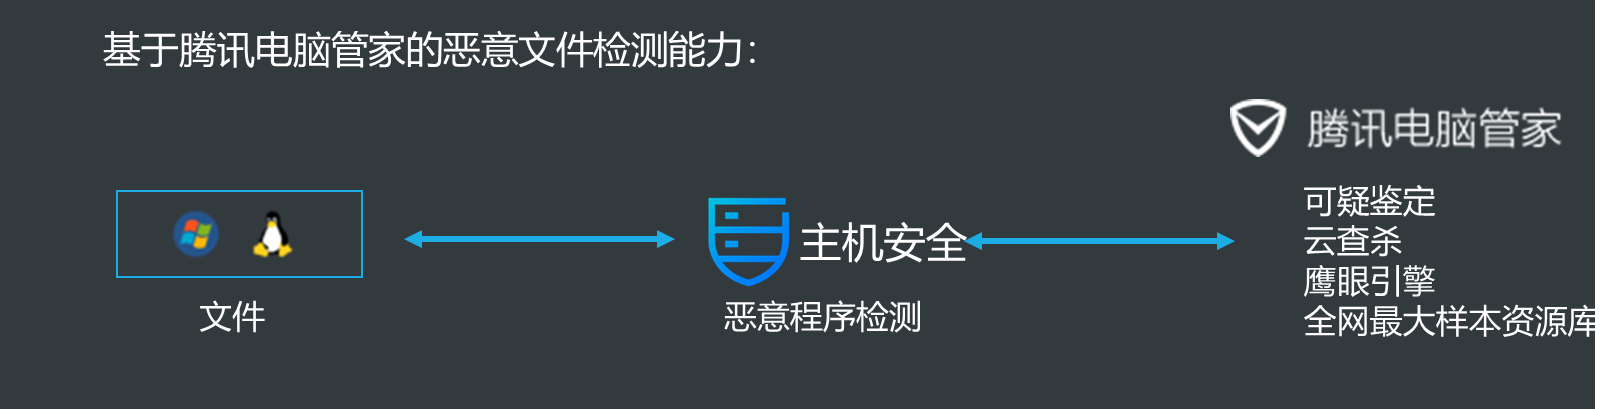 基于腾讯电脑管家的恶意文件检测能力：
腾讯电脑管家
可疑鉴定
云查杀
鹰眼引擎
全网最大样本资源库
主机安全
文件
恶意程序检测